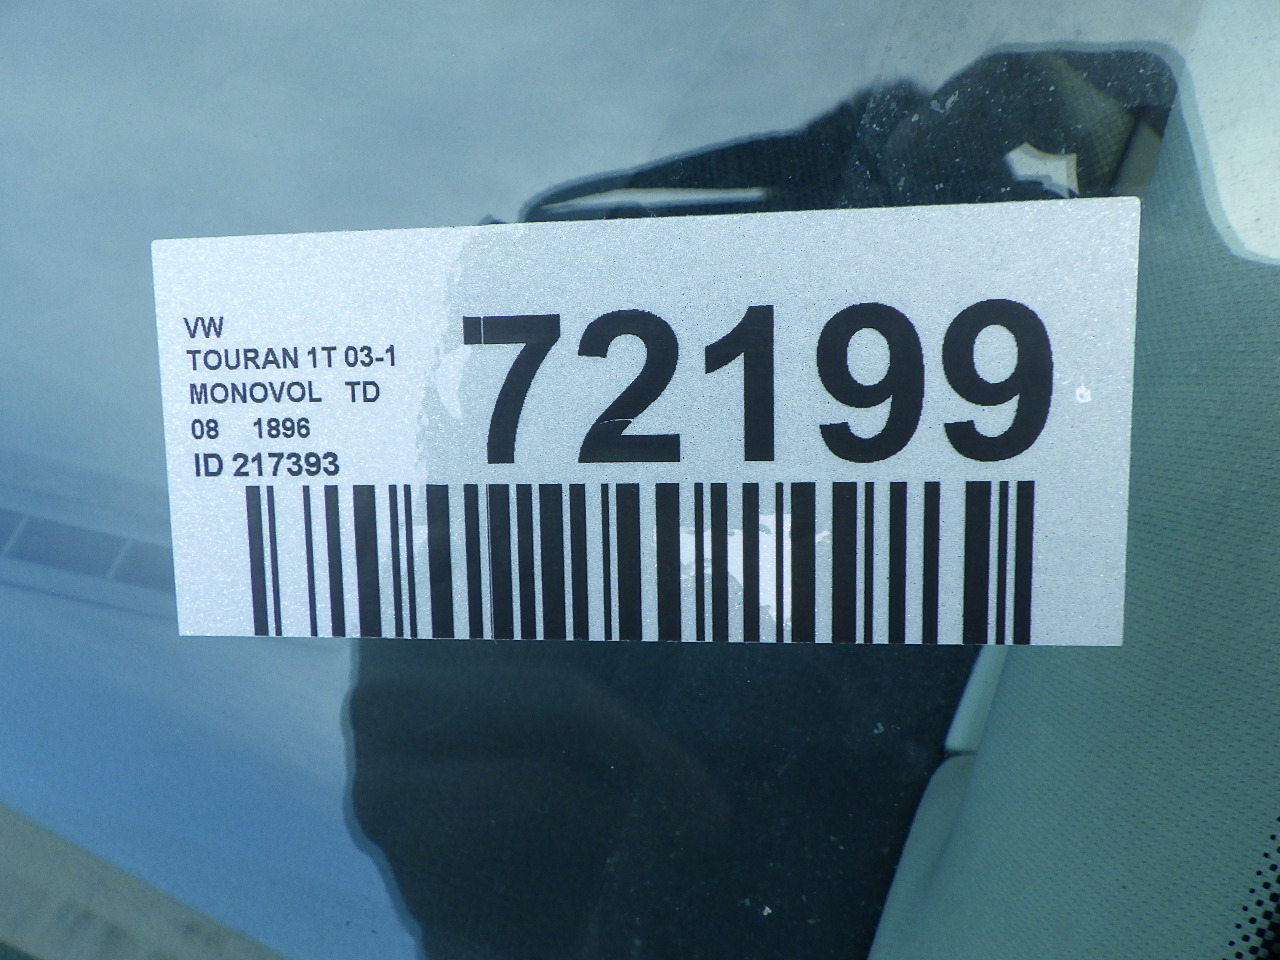 VW
TOURAN 1T 03-1
MONOVOL TD
08 1896
ID 217393
72199